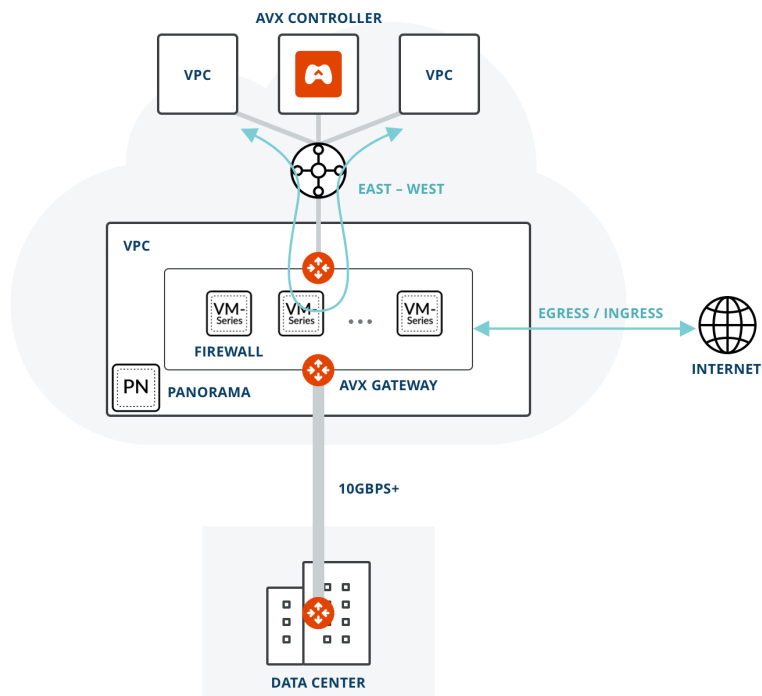 AVX CONTROLLER
VPC
VPC
EAST – WEST
VPC
VM-
Series
VM-
Series
...
VM-
Series
FIREWALL
EGRESS / INGRESS
INTERNET
PN
PANORAMA
AVX GATEWAY
10GBPS+
DATA CENTER